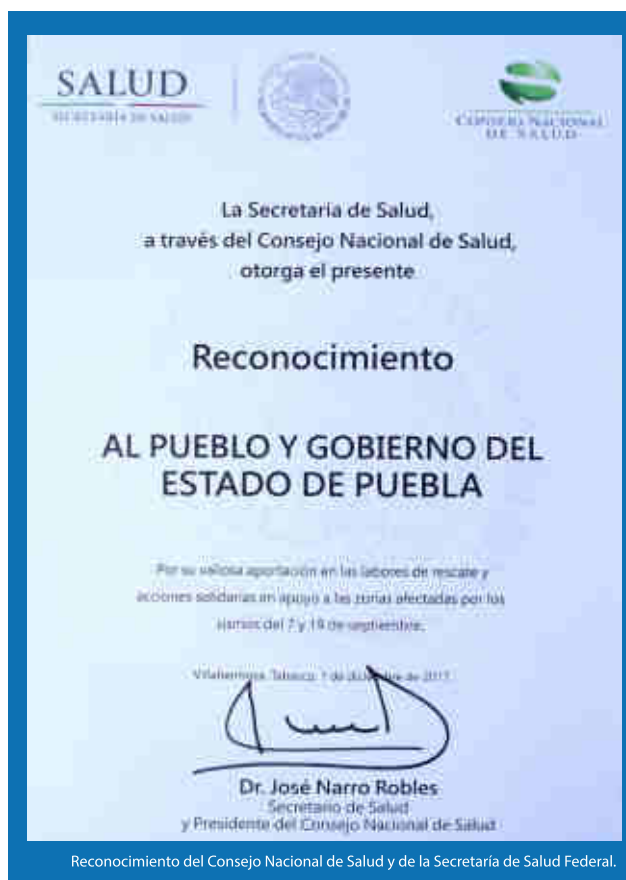 SALUD
SECRETARÍA DE SALUD
CONSEJO NACIONAL
DE SALUD
La Secretaría de Salud,
a través del Consejo Nacional de Salud,
otorga el presente
Reconocimiento
AL PUEBLO Y GOBIERNO DEL
ESTADO DE PUEBLA
Por su valiosa aportación en las labores de rescate y
acciones solidarias en apoyo a las zonas afectadas por los
sismos del 7 y 19 de septiembre.
Villahermosa, Tabasco, 7 de diciembre de 2017
Dr. José Narro Robles
Secretario de Salud
y Presidente del Consejo Nacional de Salud
Reconocimiento del Consejo Nacional de Salud y de la Secretaría de Salud Federal.